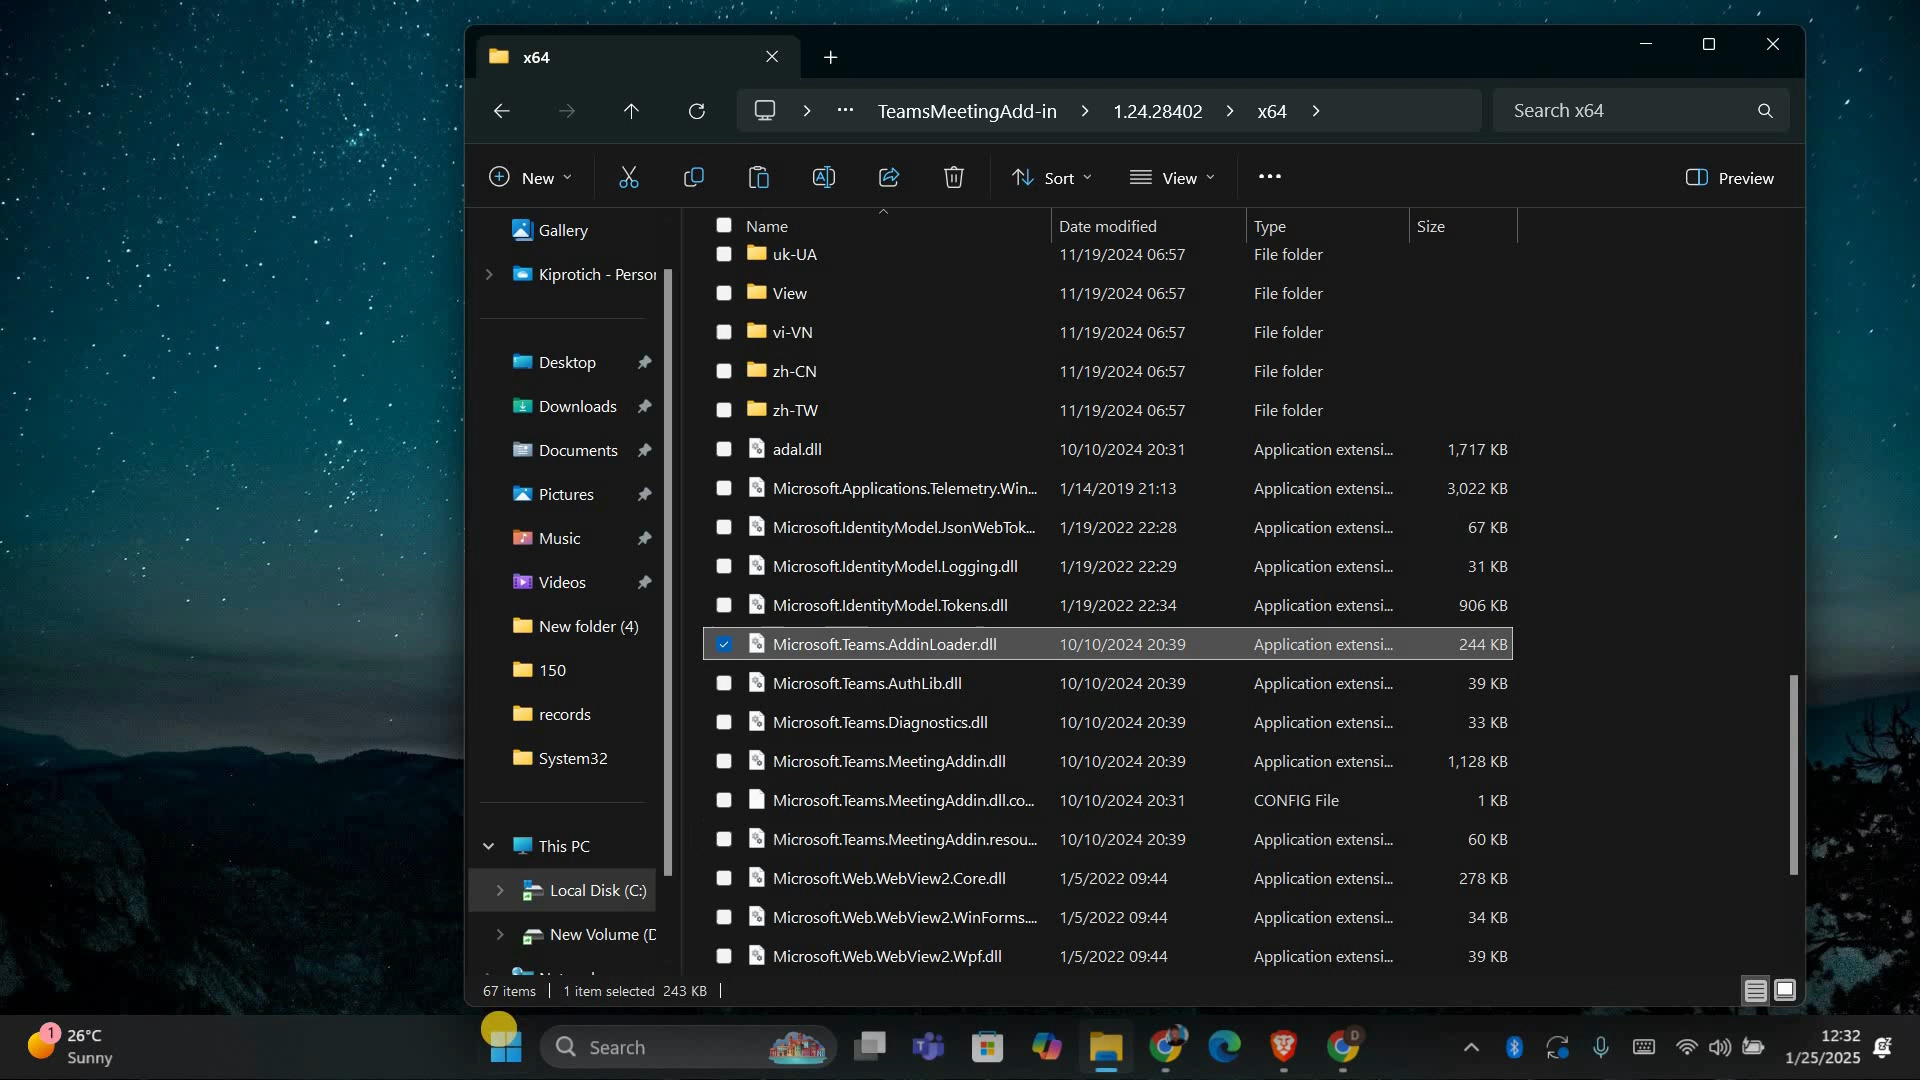 x64
TeamsMeetingAdd-in
1.24.28402
x64
Search x64
New
Sort
View
Preview
Name
Date modified
Type
Size
Gallery
Kiprotich - Person
Desktop
Downloads
Documents
Pictures
Music
Videos
New folder (4)
150
records
System32
This PC
Local Disk (C:)
New Volume (D
uk-UA 11/19/2024 06:57 File folder
View 11/19/2024 06:57 File folder
vi-VN 11/19/2024 06:57 File folder
zh-CN 11/19/2024 06:57 File folder
zh-TW 11/19/2024 06:57 File folder
adal.dll 10/10/2024 20:31 Application extensi... 1,717 KB
Microsoft.Applications.Telemetry.Win... 1/14/2019 21:13 Application extensi... 3,022 KB
Microsoft.IdentityModel.JsonWebTok... 1/19/2022 22:28 Application extensi... 67 KB
Microsoft.IdentityModel.Logging.dll 1/19/2022 22:29 Application extensi... 31 KB
Microsoft.IdentityModel.Tokens.dll 1/19/2022 22:34 Application extensi... 906 KB
Microsoft.Teams.AddinLoader.dll 10/10/2024 20:39 Application extensi... 244 KB
Microsoft.Teams.AuthLib.dll 10/10/2024 20:39 Application extensi... 39 KB
Microsoft.Teams.Diagnostics.dll 10/10/2024 20:39 Application extensi... 33 KB
Microsoft.Teams.MeetingAddin.dll 10/10/2024 20:39 Application extensi... 1,128 KB
Microsoft.Teams.MeetingAddin.dll.co... 10/10/2024 20:31 CONFIG File 1 KB
Microsoft.Teams.MeetingAddin.resou... 10/10/2024 20:39 Application extensi... 60 KB
Microsoft.Web.WebView2.Core.dll 1/5/2022 09:44 Application extensi... 278 KB
Microsoft.Web.WebView2.WinForms.... 1/5/2022 09:44 Application extensi... 34 KB
Microsoft.Web.WebView2.Wpf.dll 1/5/2022 09:44 Application extensi... 39 KB
67 items
1 item selected 243 KB
1
26°C
Sunny
Search
D
12:32
1/25/2025